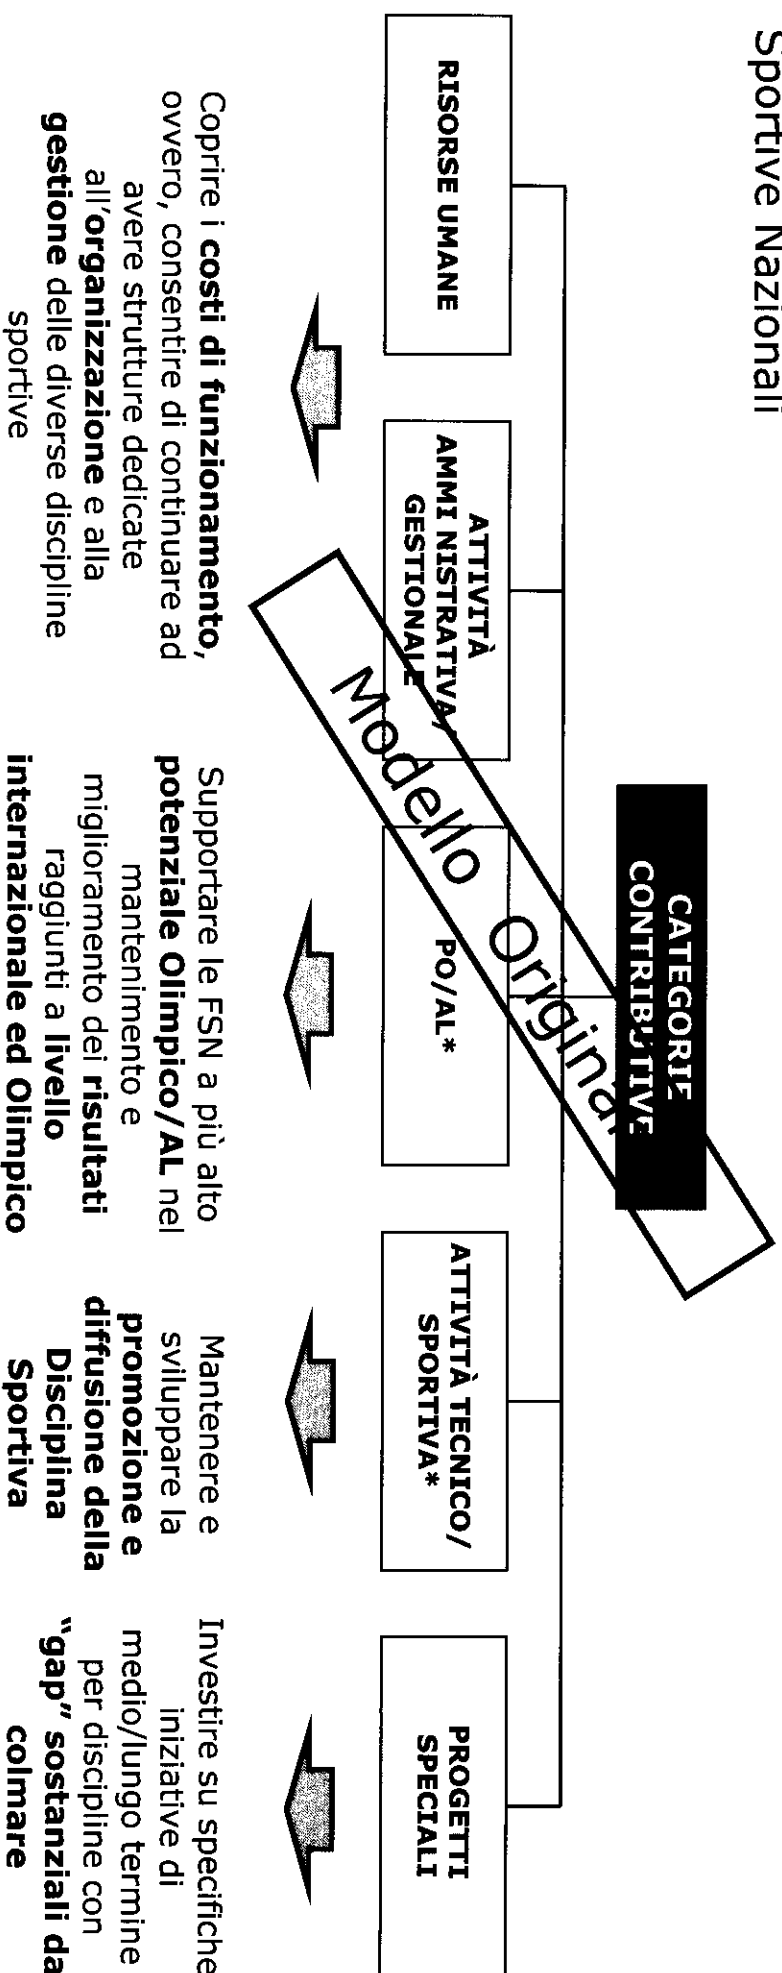 Sportive Nazionali
CATEGORIE
CONTRIBUTIVE
Modello Origina
RISORSE UMANE
ATTIVITÀ
AMMI NISTRATIVA/
GESTIONALE
PO/AL*
ATTIVITÀ TECNICO/
SPORTIVA*
PROGETTI
SPECIALI
Coprire i costi di funzionamento,
ovvero, consentire di continuare ad
avere strutture dedicate
all'organizzazione e alla
gestione delle diverse discipline
sportive
Supportare le FSN a più alto
potenziale Olimpico/AL nel
mantenimento e
miglioramento dei risultati
raggiunti a livello
internazionale ed Olimpico
Mantenere e
sviluppare la
promozione e
diffusione della
Disciplina
Sportiva
Investire su specifiche
iniziative di
medio/lungo termine
per discipline con
"gap" sostanziali da
colmare